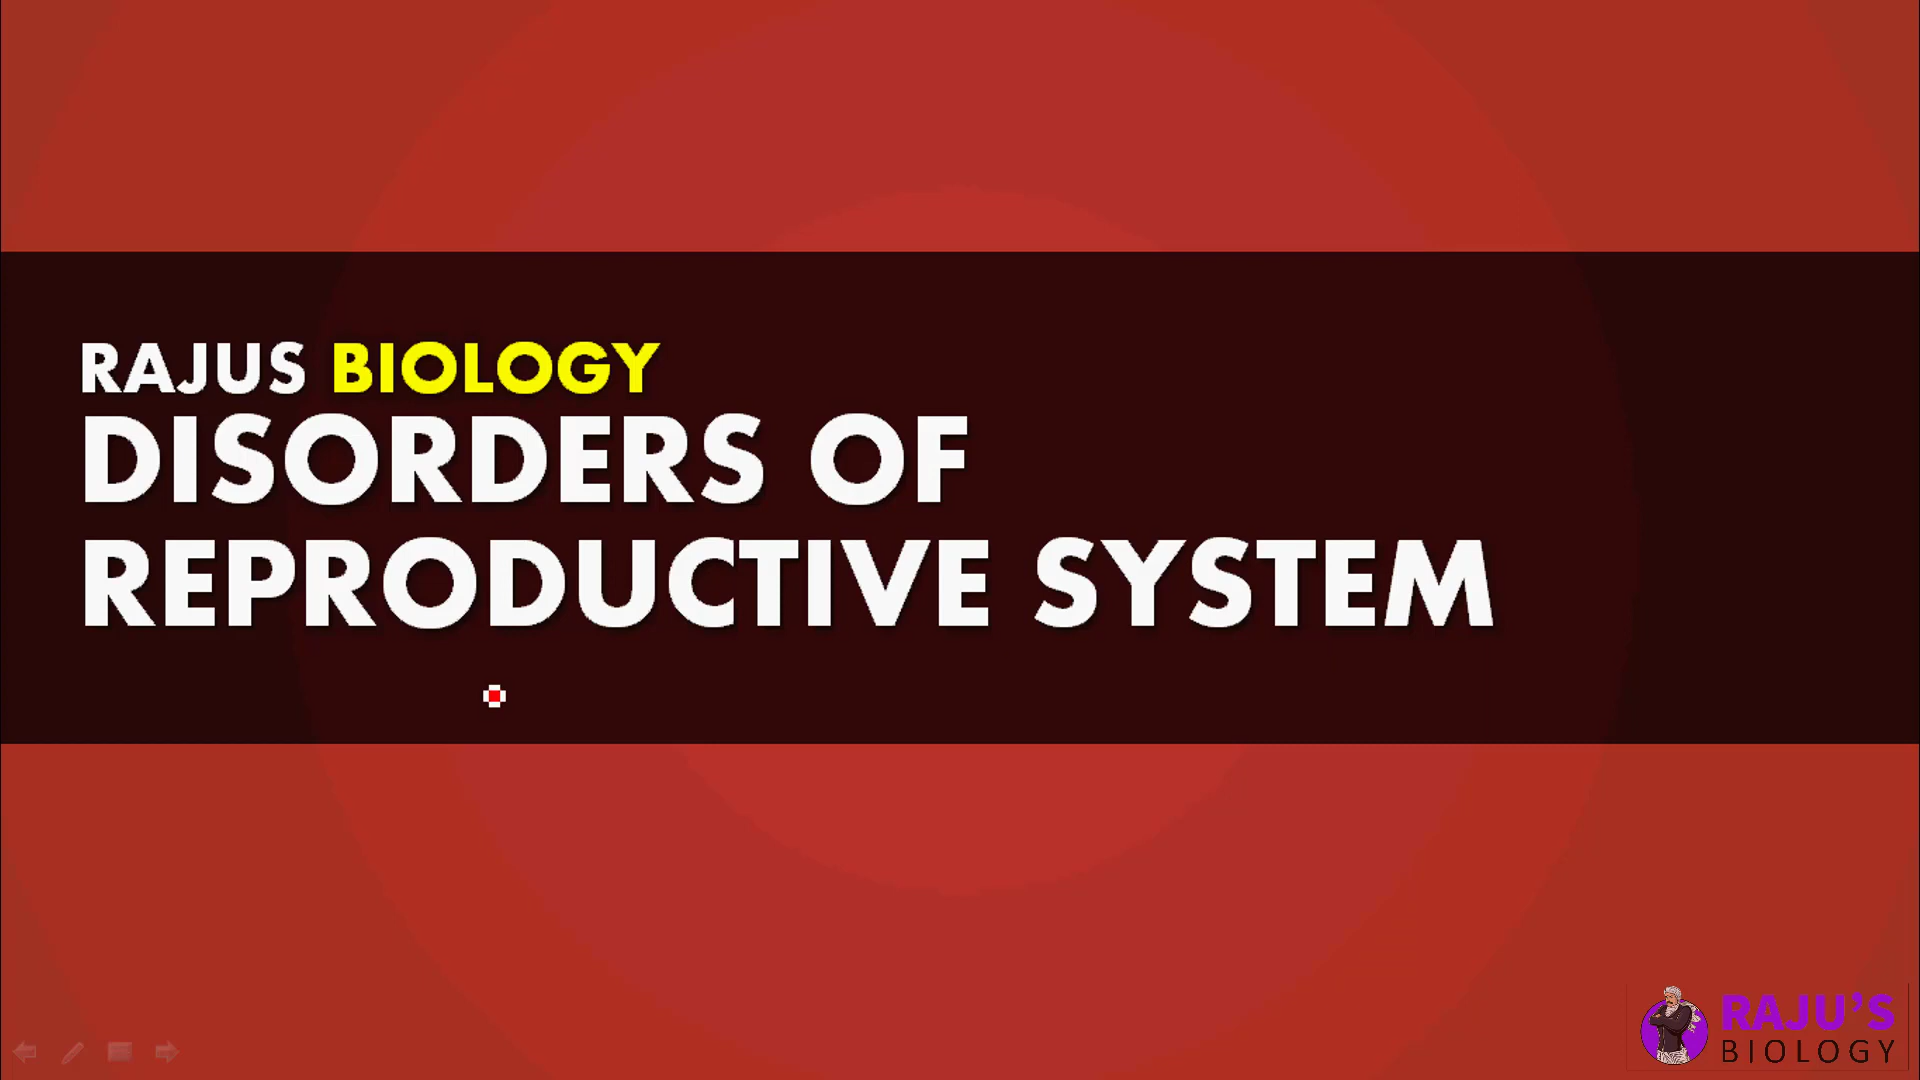 RAJUS BIOLOGY
DISORDERS OF
REPRODUCTIVE SYSTEM
RAJU'S
BIOLOGY